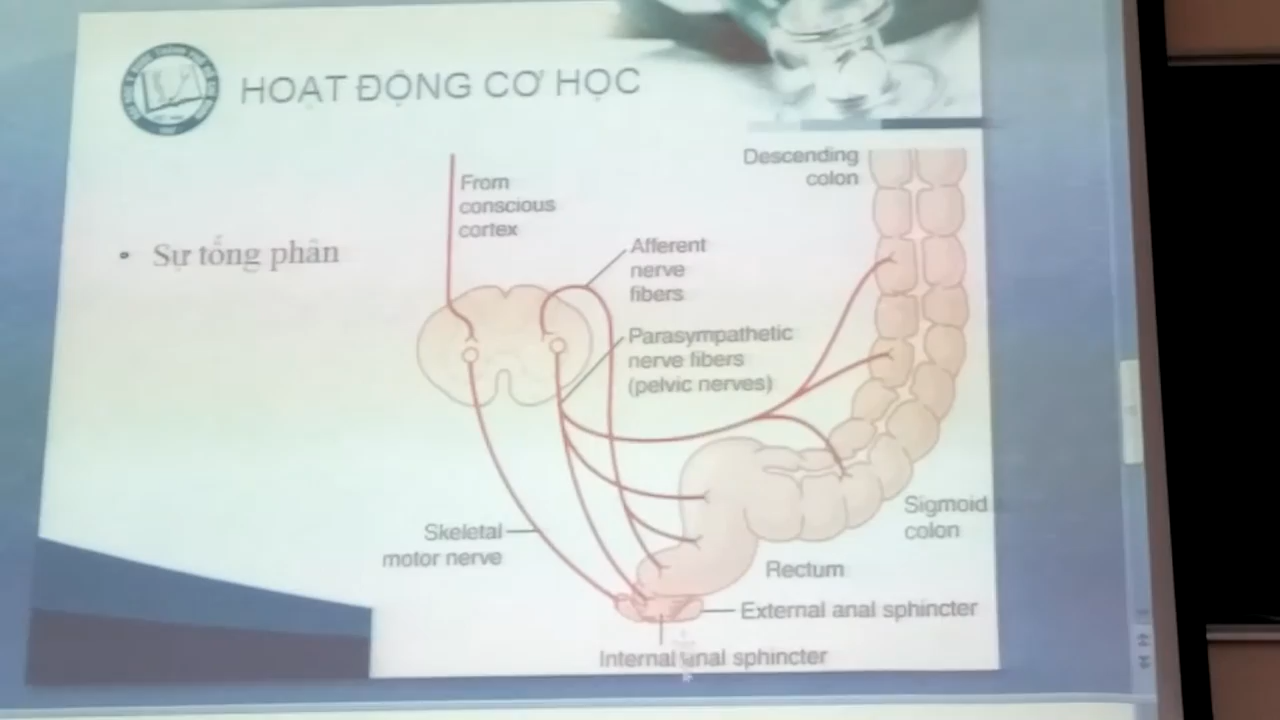 HOẠT ĐỘNG CƠ HỌC
• Sự tống phân
From
conscious
cortex
Afferent
nerve
fibers
Parasympathetic
nerve fibers
(pelvic nerves)
Descending
colon
Sigmoid
colon
Skeletal
motor nerve
Rectum
External anal sphincter
Internal anal sphincter